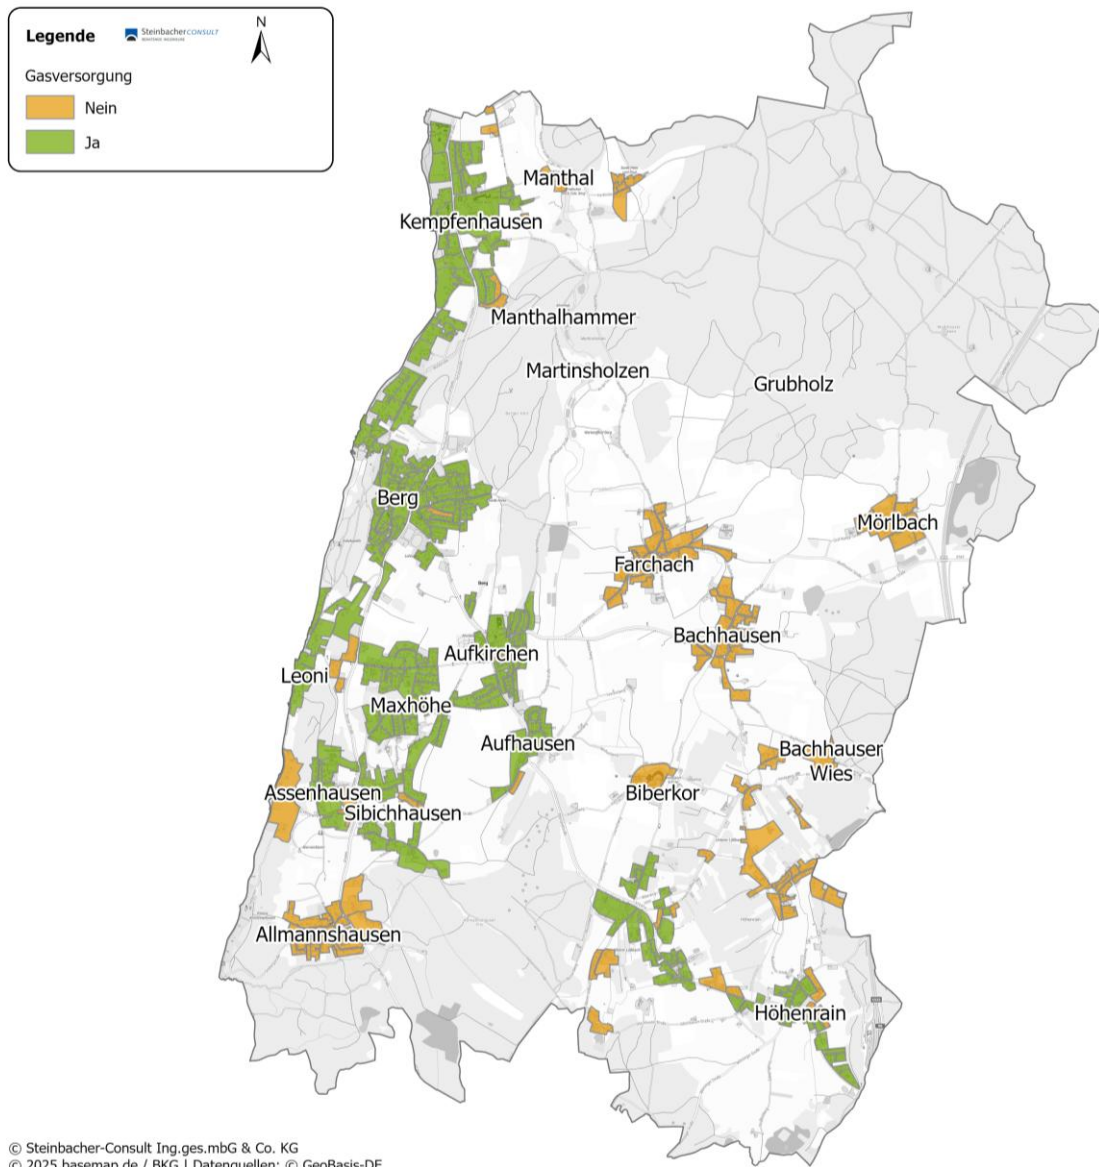 Legende
SteinbacherCONSULT
N
Gasversorgung
Nein
Ja
Manthal
Kempfenhausen
Manthalhammer
Martinsholzen
Grubholz
Berg
Mörlbach
Farchach
Bachhausen
Aufkirchen
Leoni
Maxhöhe
Aufhausen
Bachhauser
Wies
Assenhausen
Biberkor
Sibichhausen
Allmannshausen
Höhenrain
© Steinbacher-Consult Ing.ges.mbG & Co. KG
© 2025 basemap.de / BKG | Datenquellen: © GeoBasis-DE